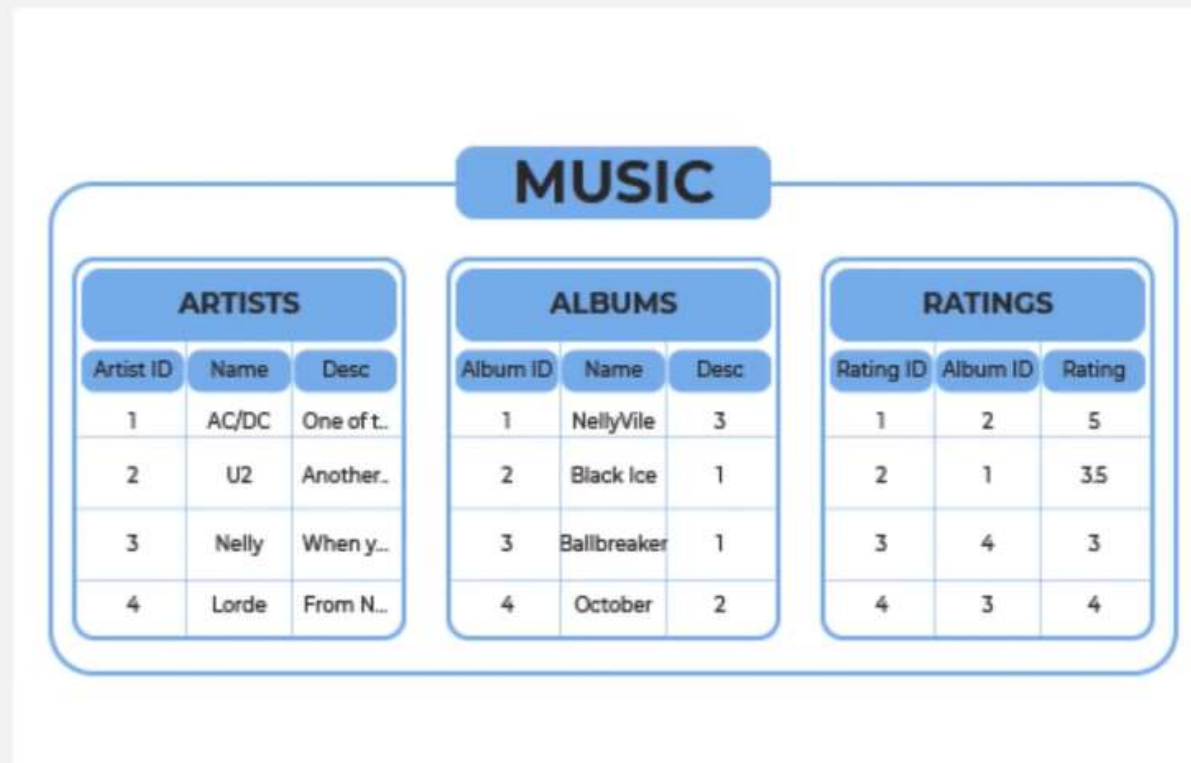 MUSIC
ARTISTS
Artist ID Name Desc
1 AC/DC One of t..
2 U2 Another..
3 Nelly When y...
4 Lorde From N...
ALBUMS
Album ID Name Desc
1 NellyVile 3
2 Black Ice 1
3 Ballbreaker 1
4 October 2
RATINGS
Rating ID Album ID Rating
1 2 5
2 1 3.5
3 4 3
4 3 4